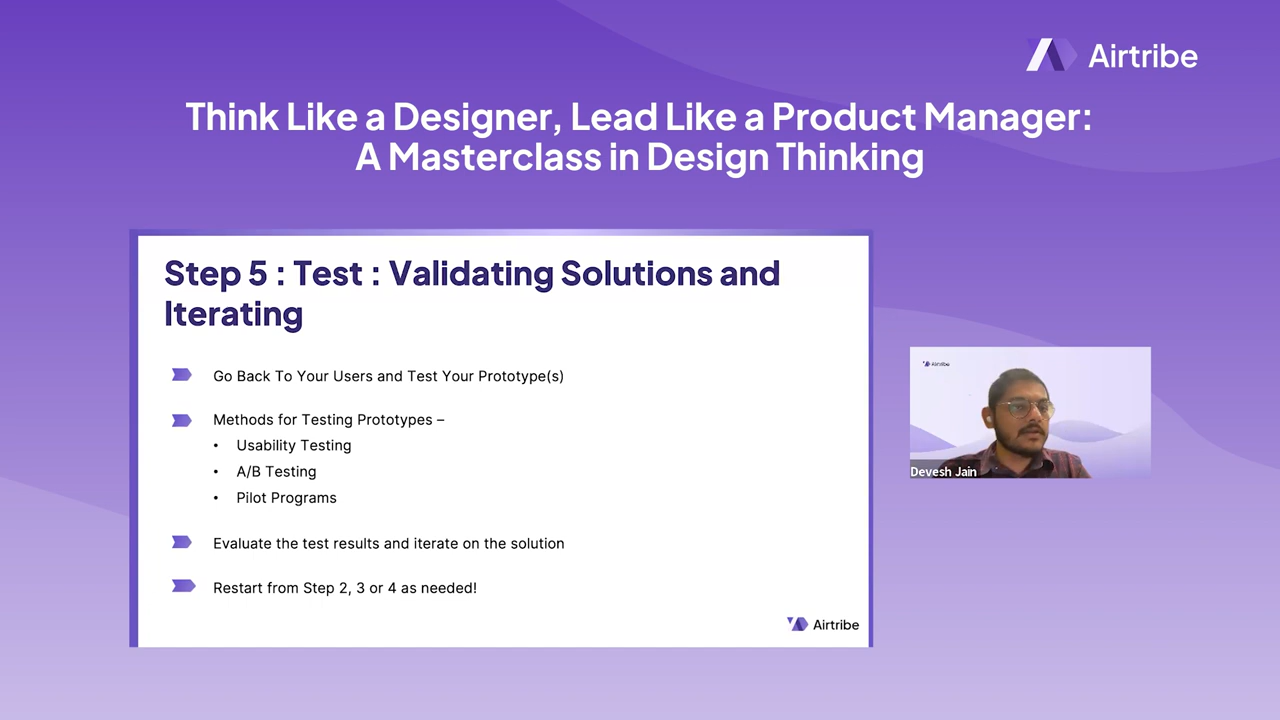 Airtribe
Think Like a Designer, Lead Like a Product Manager:
A Masterclass in Design Thinking
Step 5 : Test : Validating Solutions and
Iterating
Go Back To Your Users and Test Your Prototype(s)
Methods for Testing Prototypes –
• Usability Testing
• A/B Testing
• Pilot Programs
Evaluate the test results and iterate on the solution
Restart from Step 2, 3 or 4 as needed!
Airtribe
Airtribe
Devesh Jain